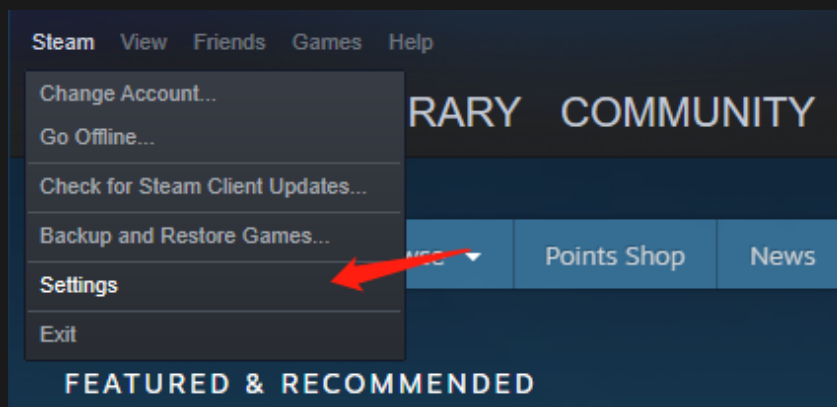 Steam View Friends Games Help
Change Account...
RARY COMMUNITY
Go Offline...
Check for Steam Client Updates...
Backup and Restore Games...
Points Shop News
Settings
Exit
FEATURED & RECOMMENDED